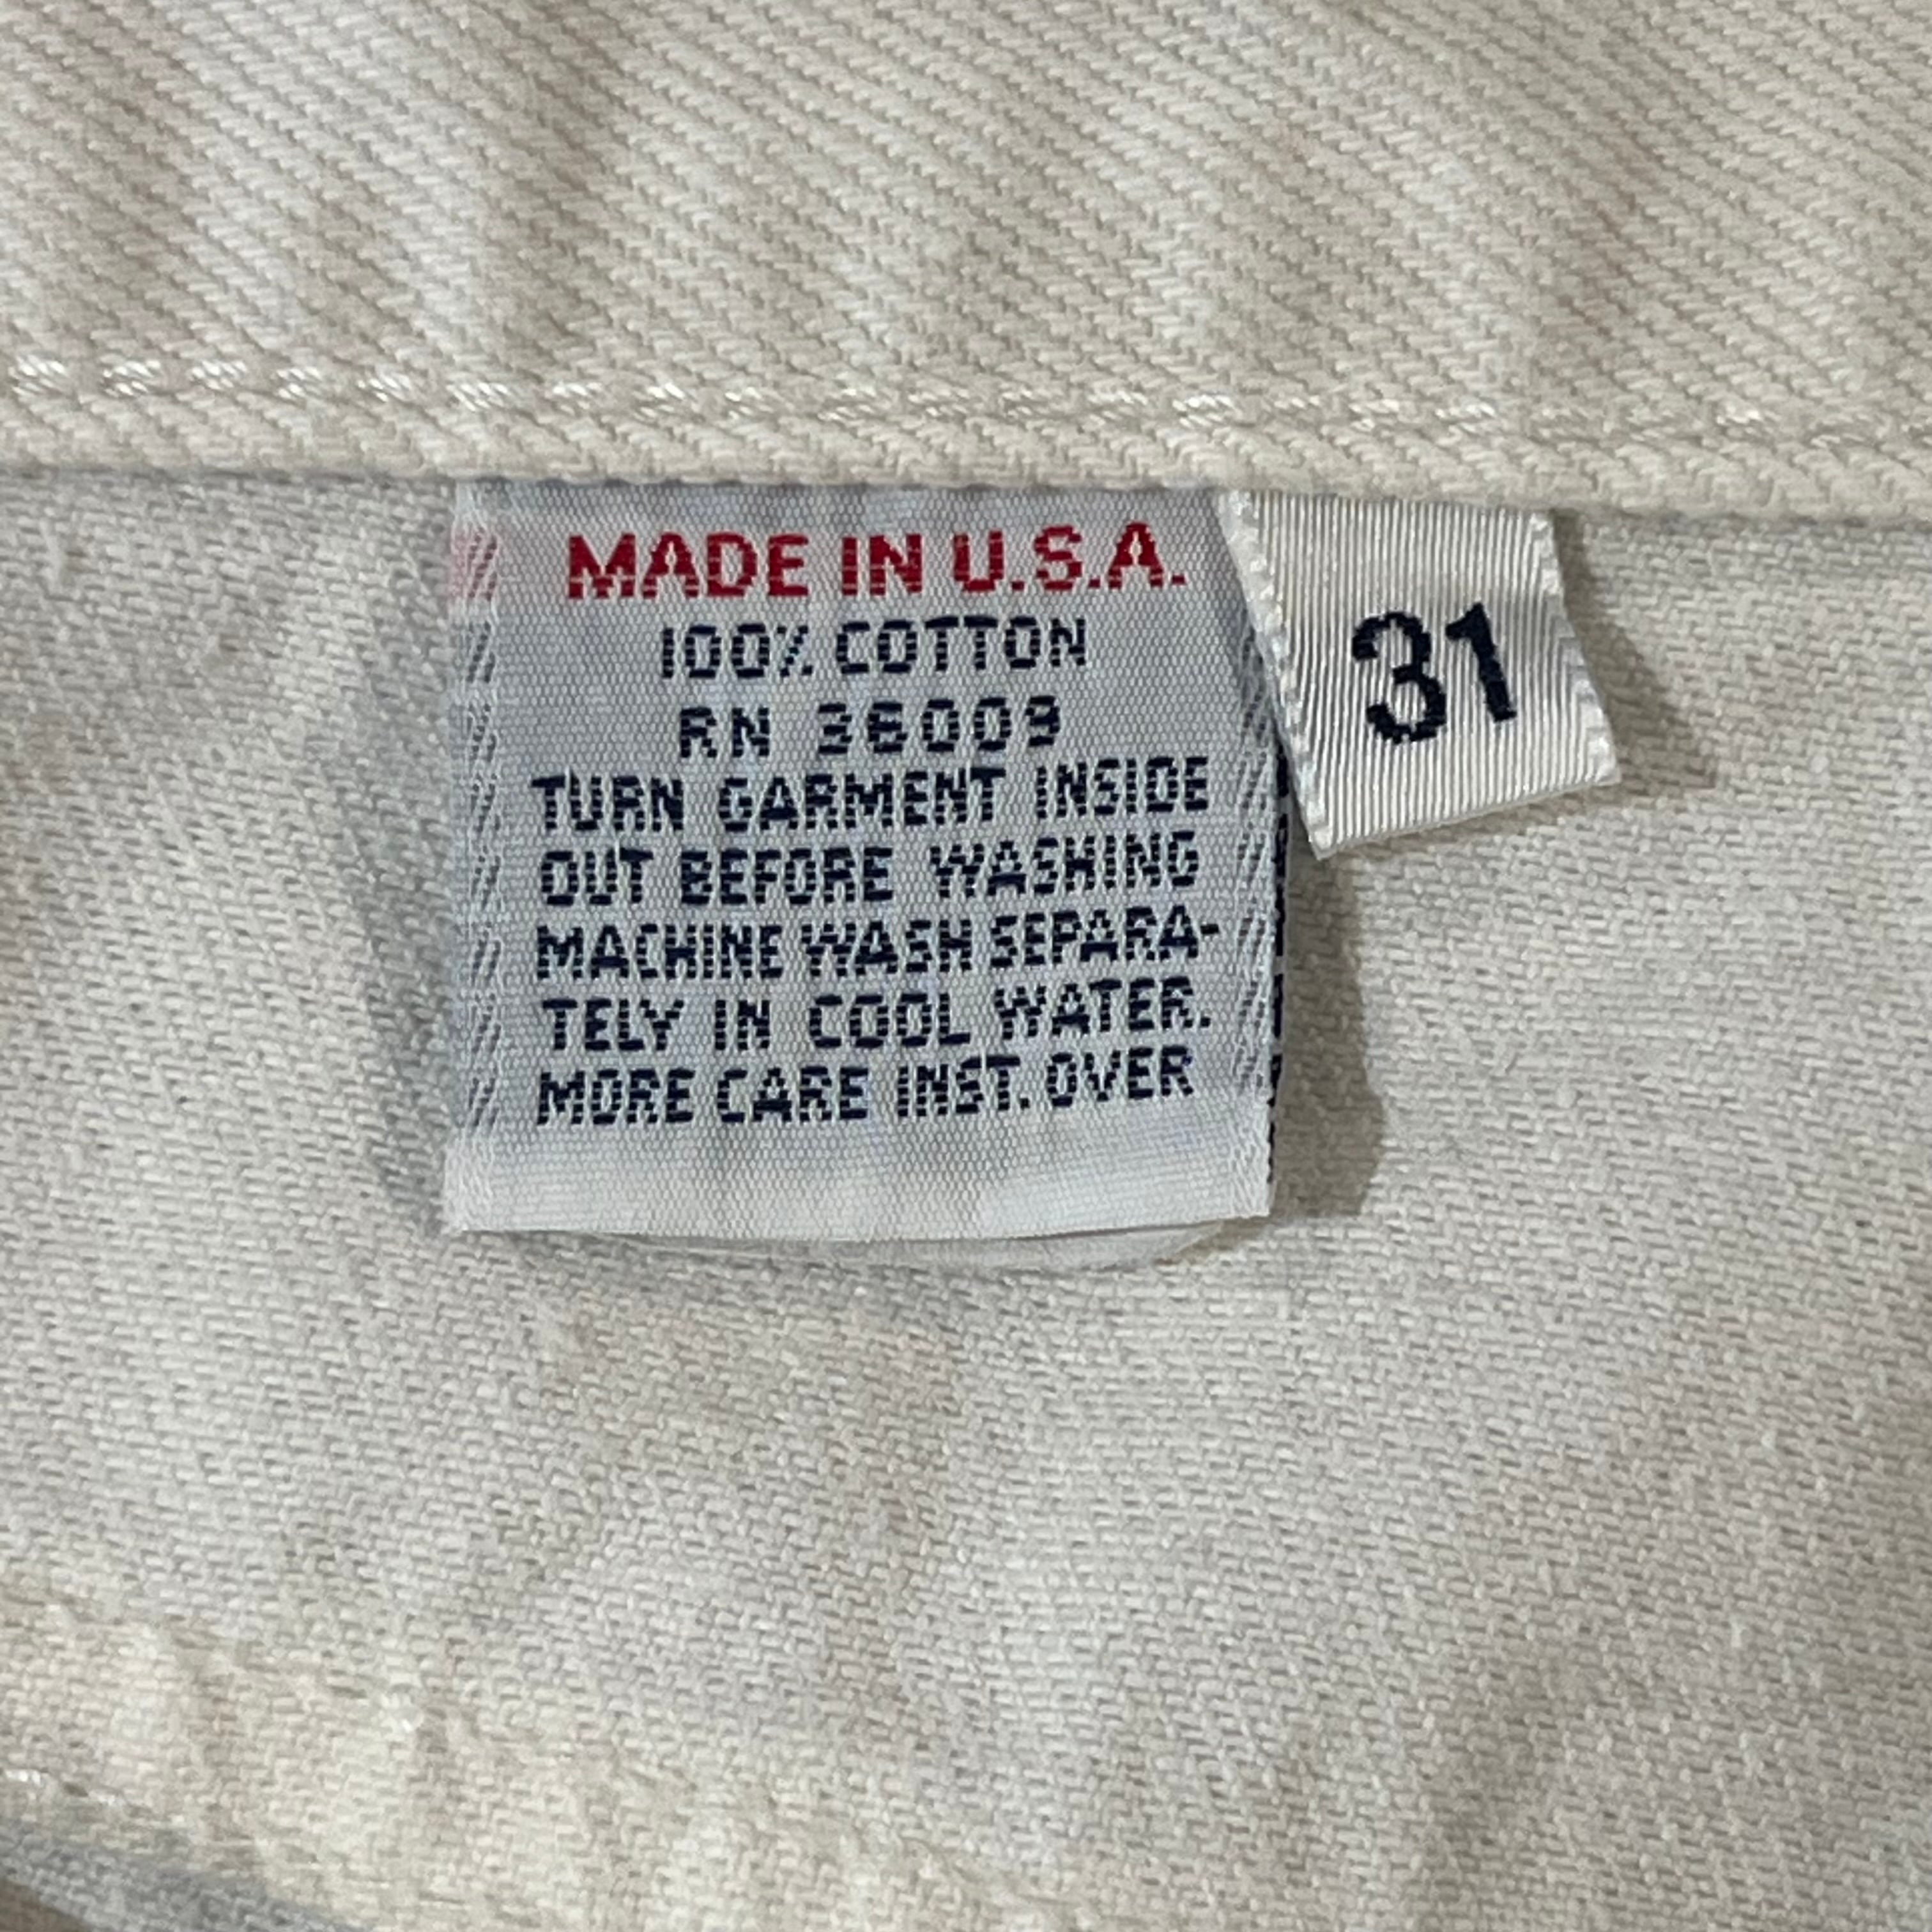 MADE IN U.S.A.
100% COTTON
RN 36009
TURN GARMENT INSIDE
OUT BEFORE WASHING
MACHINE WASH SEPARA-
TELY IN COOL WATER.
MORE CARE INST. OVER
31